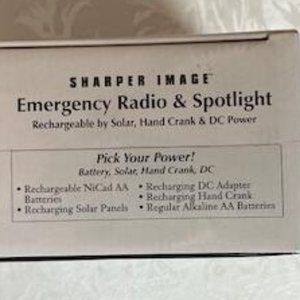 SHARPER IMAGE™
Emergency Radio & Spotlight
Rechargeable by Solar, Hand Crank & DC Power
Pick Your Power!
Battery, Solar, Hand Crank, DC
• Rechargeable NiCad AA
Batteries
• Recharging Solar Panels
• Recharging DC Adapter
• Recharging Hand Crank
• Regular Alkaline AA Batteries